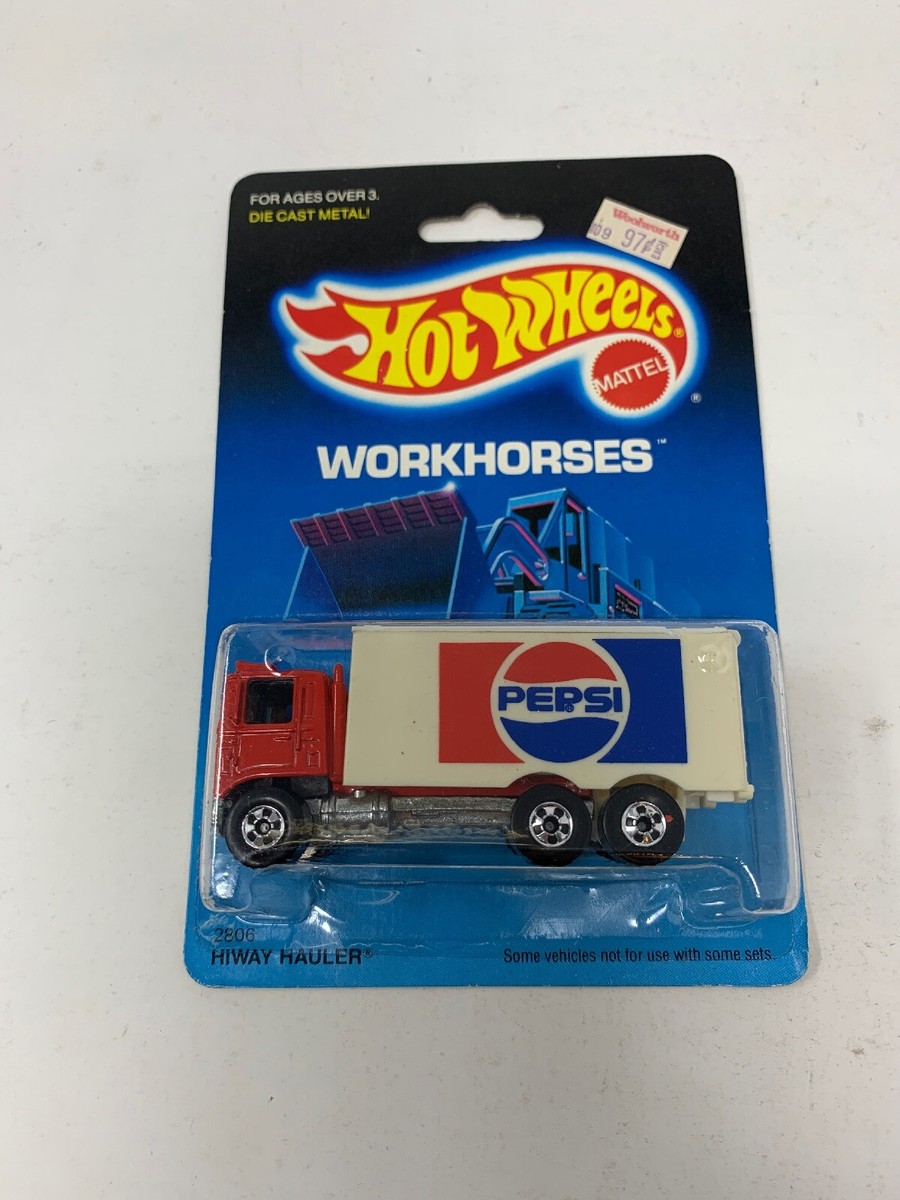 FOR AGES OVER 3.
DIE CAST METAL!
Woolworth
97¢
HOT WHEELS®
MATTEL
®
WORKHORSES™
PEPSI
®
2806
HIWAY HAULER®
Some vehicles not for use with some sets.